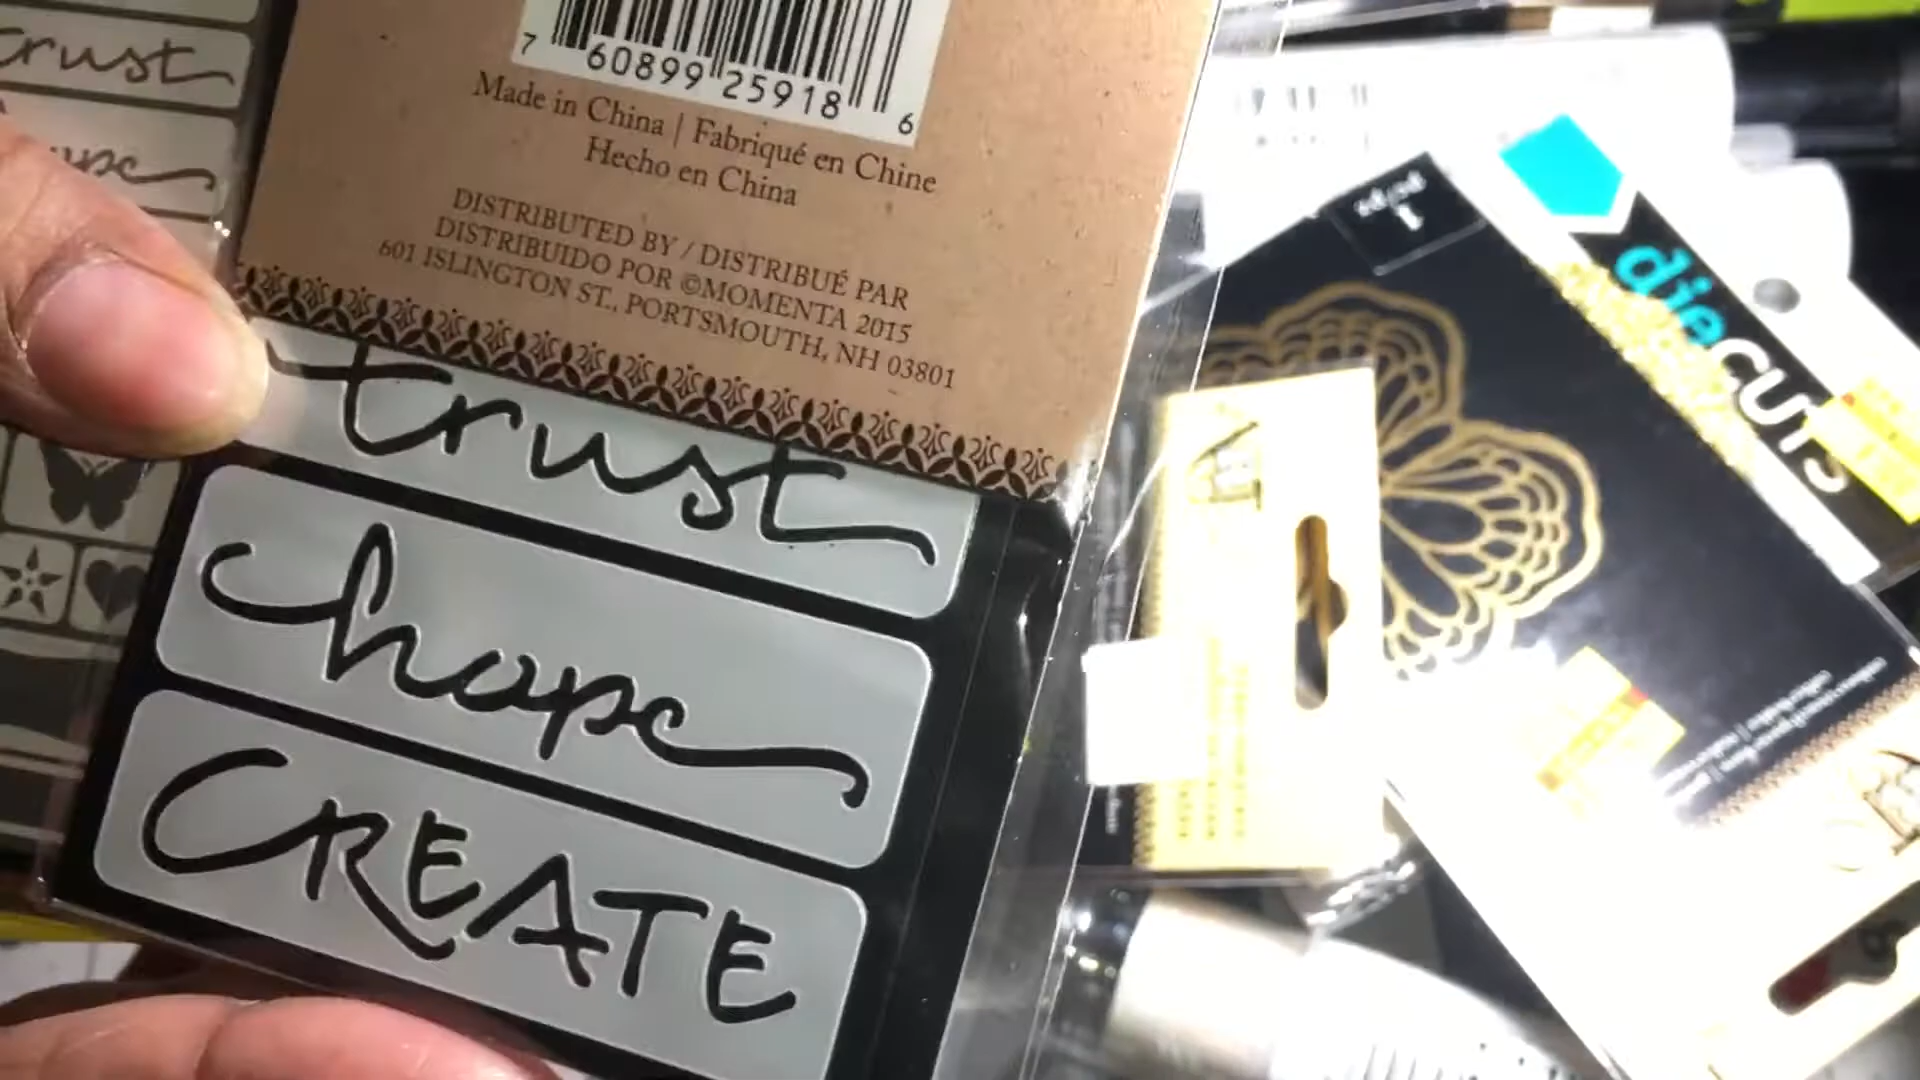 trust
7 60899 25918 6
Made in China | Fabriqué en Chine
Hecho en China
DISTRIBUTED BY / DISTRIBUÉ PAR
DISTRIBUIDO POR ©MOMENTA 2015
601 ISLINGTON ST., PORTSMOUTH, NH 03801
trust
hope
CREATE
diecuts